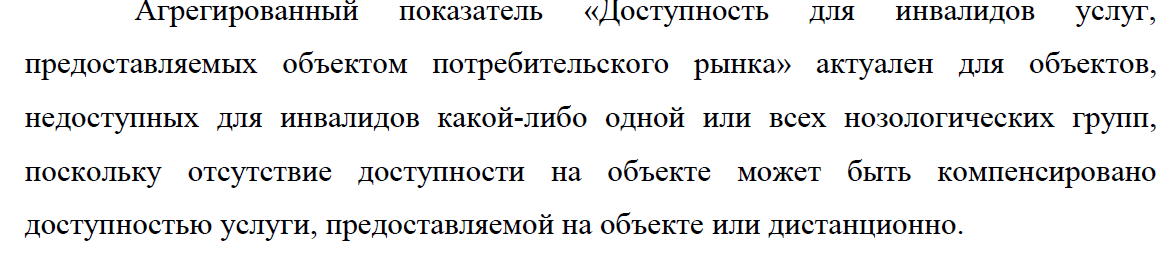 Агрегированный показатель «Доступность для инвалидов услуг,
предоставляемых объектом потребительского рынка» актуален для объектов,
недоступных для инвалидов какой-либо одной или всех нозологических групп,
поскольку отсутствие доступности на объекте может быть компенсировано
доступностью услуги, предоставляемой на объекте или дистанционно.